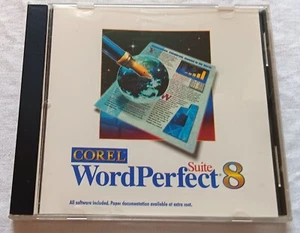 COREL
WordPerfect Suite 8
All software included. Paper documentation available at extra cost.